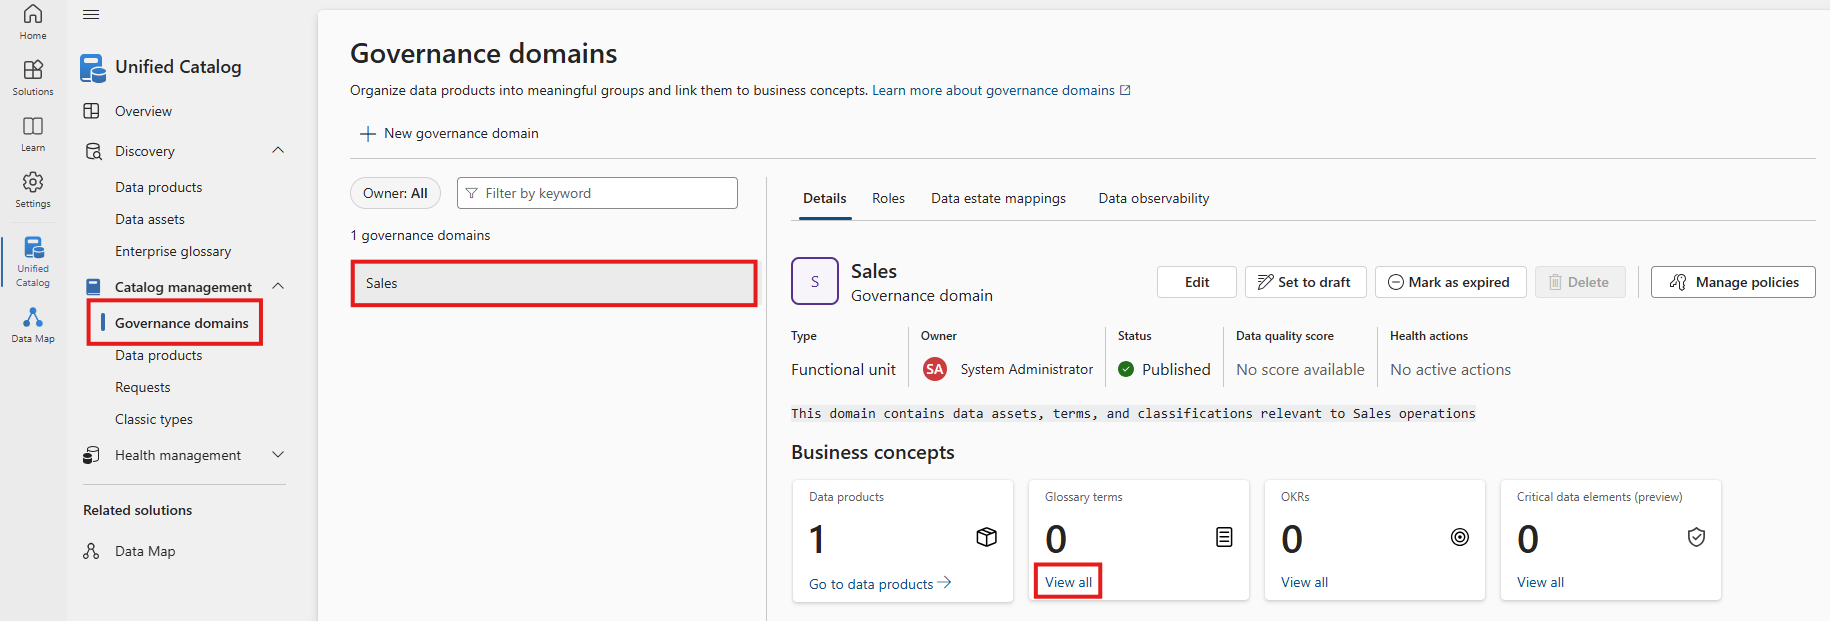 Home
Solutions
Learn
Settings
Unified
Catalog
Data Map
Unified Catalog
Overview
Discovery
Data products
Data assets
Enterprise glossary
Catalog management
Governance domains
Data products
Requests
Classic types
Health management
Related solutions
Data Map
Governance domains
Organize data products into meaningful groups and link them to business concepts. Learn more about governance domains
New governance domain
Owner: All
Filter by keyword
1 governance domains
Sales
Details Roles Data estate mappings Data observability
S
Sales
Governance domain
Edit Set to draft Mark as expired Delete Manage policies
Type Owner Status Data quality score Health actions
Functional unit SA System Administrator Published No score available No active actions
This domain contains data assets, terms, and classifications relevant to Sales operations
Business concepts
Data products
1
Go to data products
Glossary terms
0
View all
OKRs
0
View all
Critical data elements (preview)
0
View all